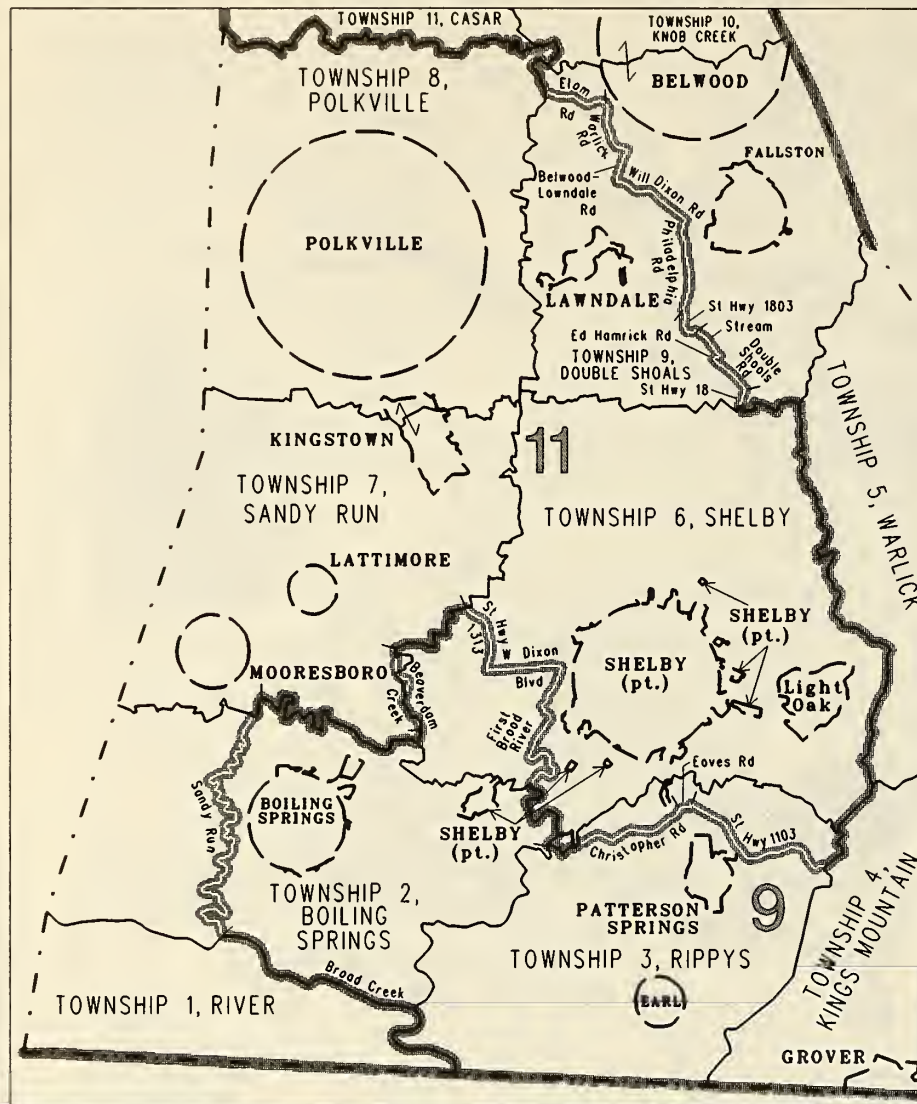 TOWNSHIP 11, CASAR
TOWNSHIP 10,
KNOB CREEK
BELWOOD
TOWNSHIP 8,
POLKVILLE
Elam
Rd
Warlick
Rd
FALLSTON
Belwood-
Lawndale
Rd
Will Dixon Rd
POLKVILLE
Philadelphia
Rd
LAWNDALE
St Hwy 1803
Stream
Ed Hamrick Rd
Double
Shoals
Rd
TOWNSHIP 9,
DOUBLE SHOALS
St Hwy 18
TOWNSHIP 5, WARLICK
KINGSTOWN
11
TOWNSHIP 7,
SANDY RUN
TOWNSHIP 6, SHELBY
LATTIMORE
SHELBY
(pt.)
St Hwy
1313
W Dixon
Blvd
SHELBY
(pt.)
MOORESBORO
Beaverdam
Creek
Light
Oak
First
Broad
River
Sandy Run
Eaves Rd
BOILING
SPRINGS
SHELBY
(pt.)
Christopher Rd
St Hwy 1103
TOWNSHIP 2,
BOILING
SPRINGS
PATTERSON
SPRINGS
9
TOWNSHIP 4,
KINGS MOUNTAIN
Broad Creek
TOWNSHIP 3, RIPPYS
TOWNSHIP 1, RIVER
EARL
GROVER